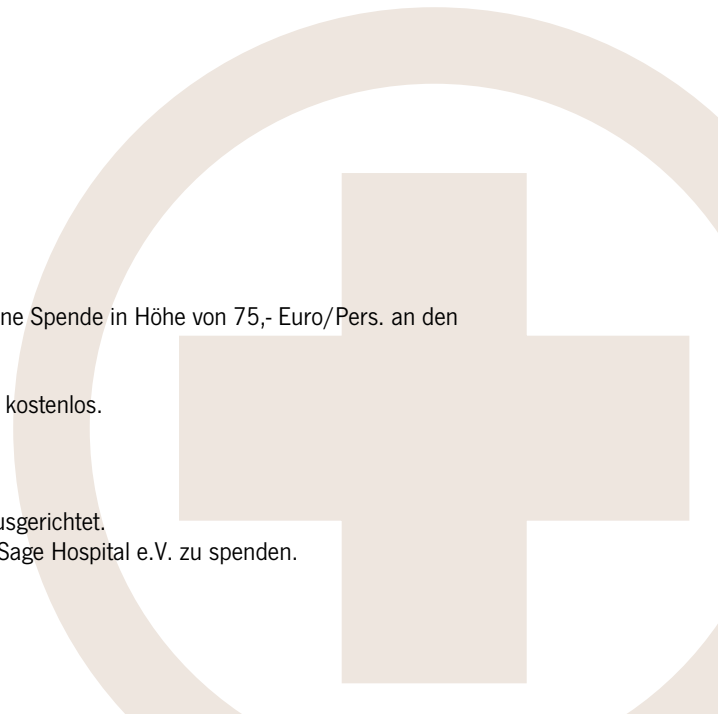 ne Spende in Höhe von 75,- Euro/Pers. an den
kostenlos.
usgerichtet.
Sage Hospital e.V. zu spenden.